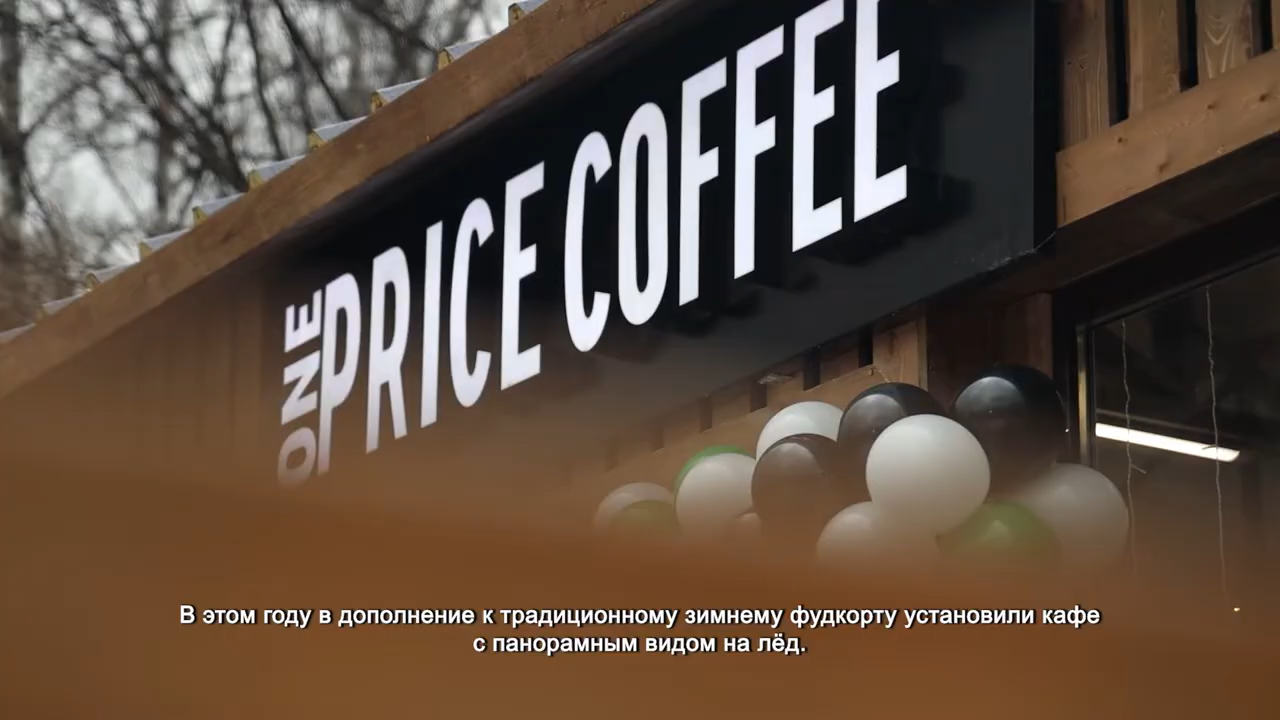 ONE PRICE COFFEE
В этом году в дополнение к традиционному зимнему фудкорту установили кафе
с панорамным видом на лёд.